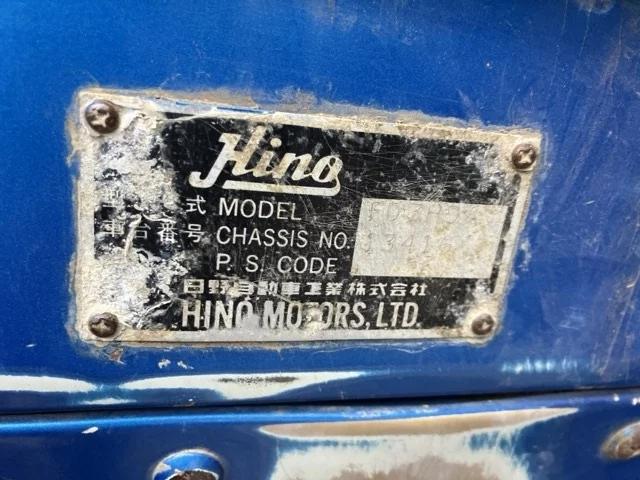 Hino
型 式 MODEL
車台番号 CHASSIS NO.
P. S. CODE
日野自動車工業株式会社
HINO MOTORS, LTD.